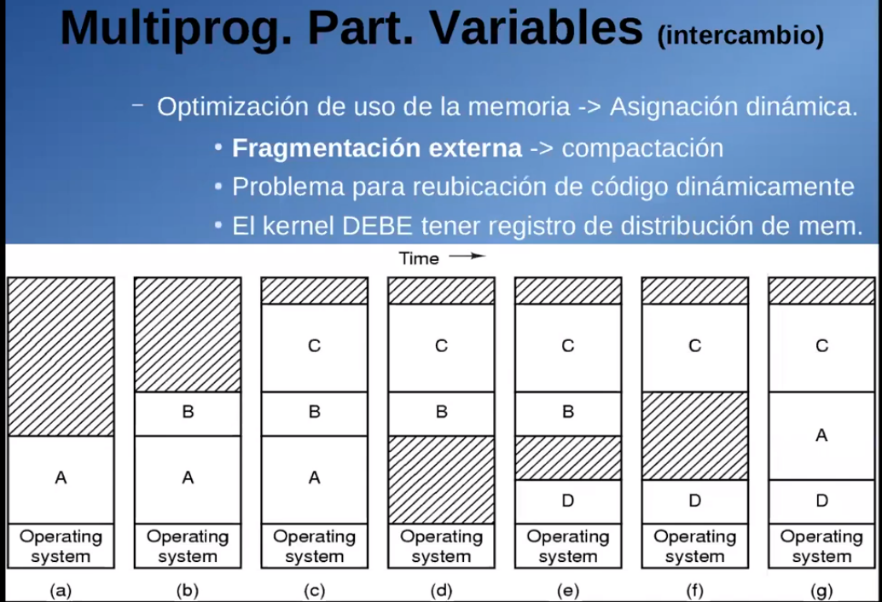 Multiprog. Part. Variables (intercambio)
– Optimización de uso de la memoria -> Asignación dinámica.
• Fragmentación externa -> compactación
• Problema para reubicación de código dinámicamente
• El kernel DEBE tener registro de distribución de mem.
Time
A
Operating
system
(a)
B
A
Operating
system
(b)
C
B
A
Operating
system
(c)
C
B
Operating
system
(d)
C
B
D
Operating
system
(e)
C
D
Operating
system
(f)
C
A
D
Operating
system
(g)